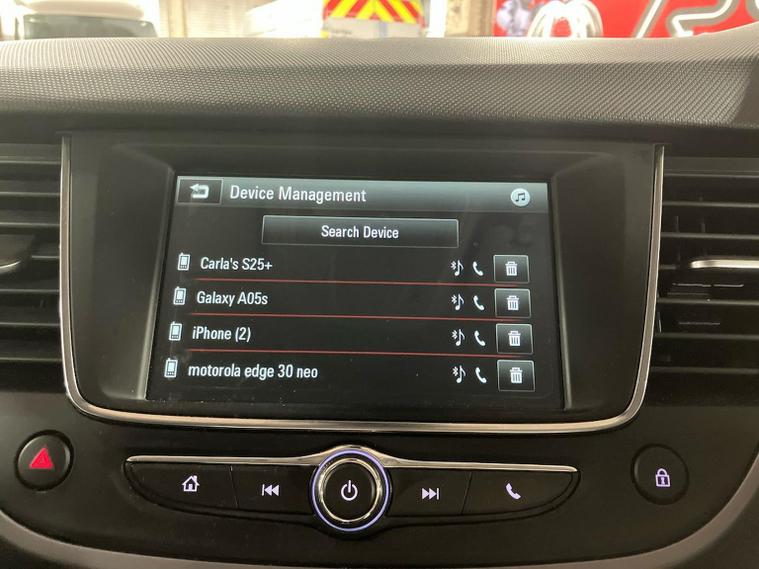 Device Management
Search Device
Carla's S25+
Galaxy A05s
iPhone (2)
motorola edge 30 neo